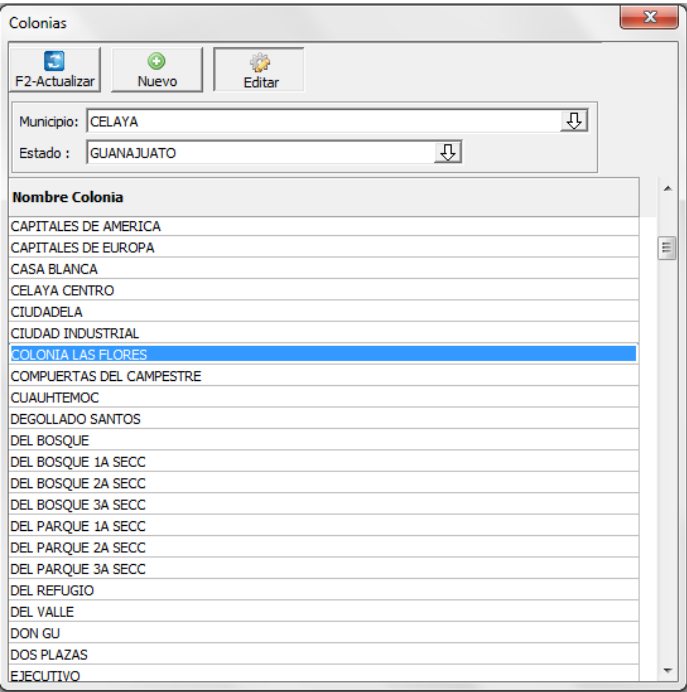 Colonias
F2-Actualizar Nuevo Editar
Municipio: CELAYA
Estado : GUANAJUATO
Nombre Colonia
CAPITALES DE AMERICA
CAPITALES DE EUROPA
CASA BLANCA
CELAYA CENTRO
CIUDADELA
CIUDAD INDUSTRIAL
COLONIA LAS FLORES
COMPUERTAS DEL CAMPESTRE
CUAUHTEMOC
DEGOLLADO SANTOS
DEL BOSQUE
DEL BOSQUE 1A SECC
DEL BOSQUE 2A SECC
DEL BOSQUE 3A SECC
DEL PARQUE 1A SECC
DEL PARQUE 2A SECC
DEL PARQUE 3A SECC
DEL REFUGIO
DEL VALLE
DON GU
DOS PLAZAS
EJECUTIVO